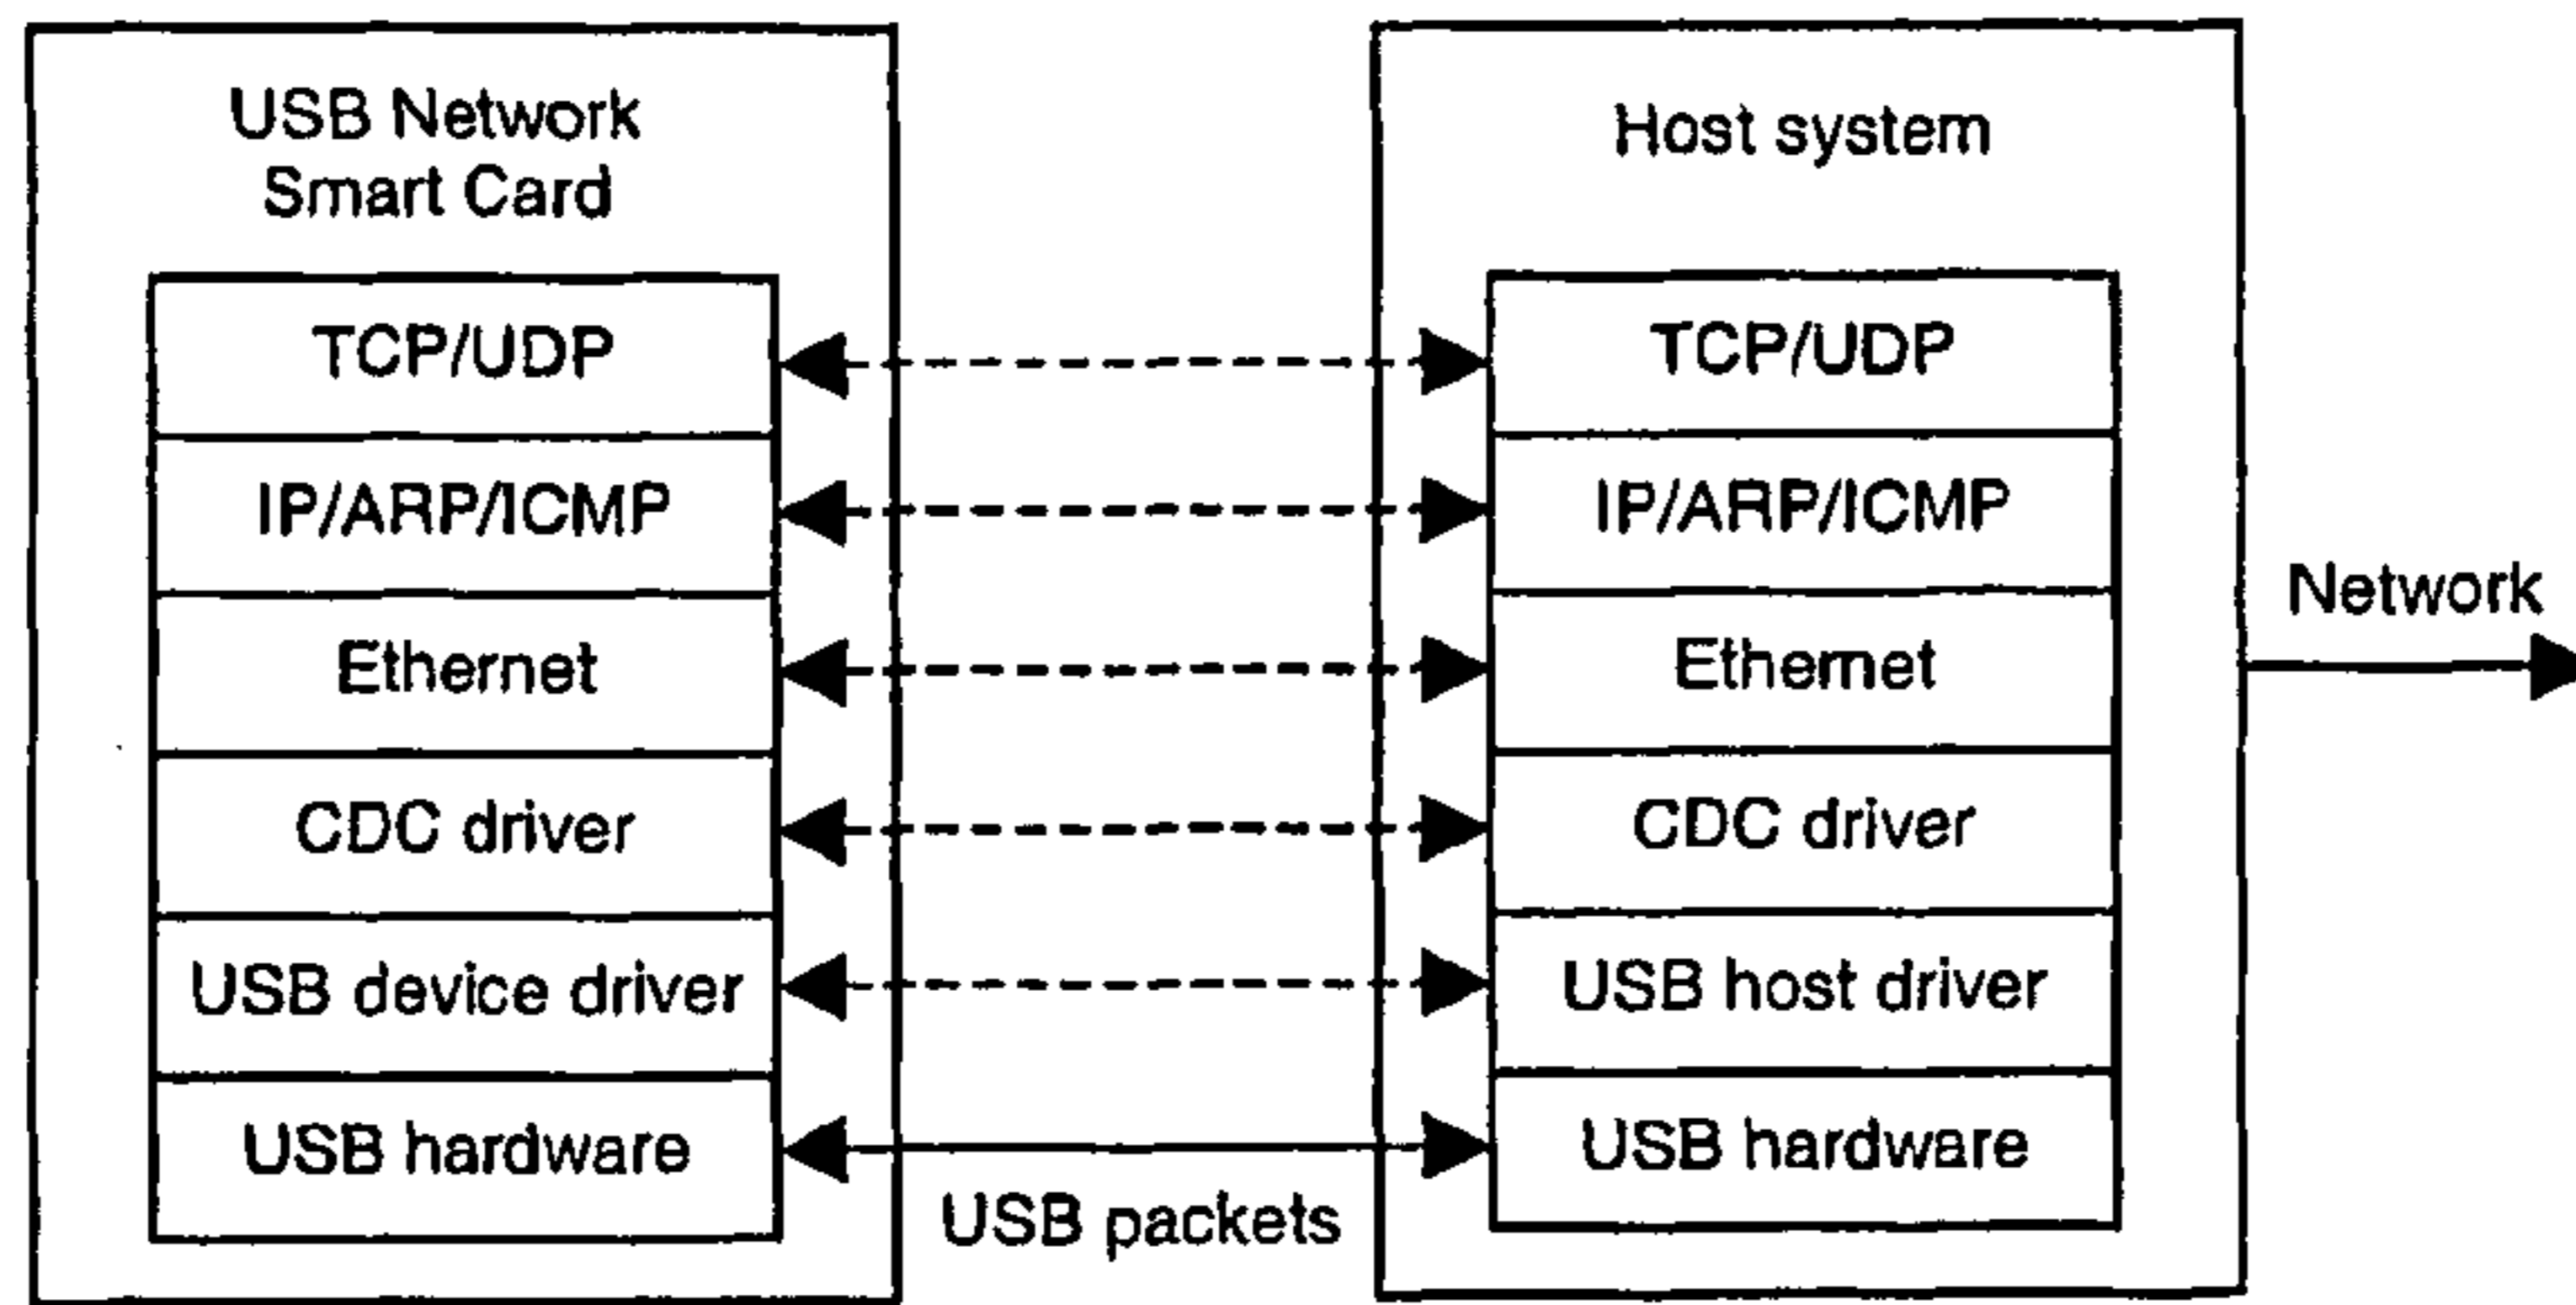 USB Network
Smart Card
TCP/UDP
IP/ARP/ICMP
Ethernet
CDC driver
USB device driver
USB hardware
USB packets
Host system
TCP/UDP
IP/ARP/ICMP
Ethernet
CDC driver
USB host driver
USB hardware
Network